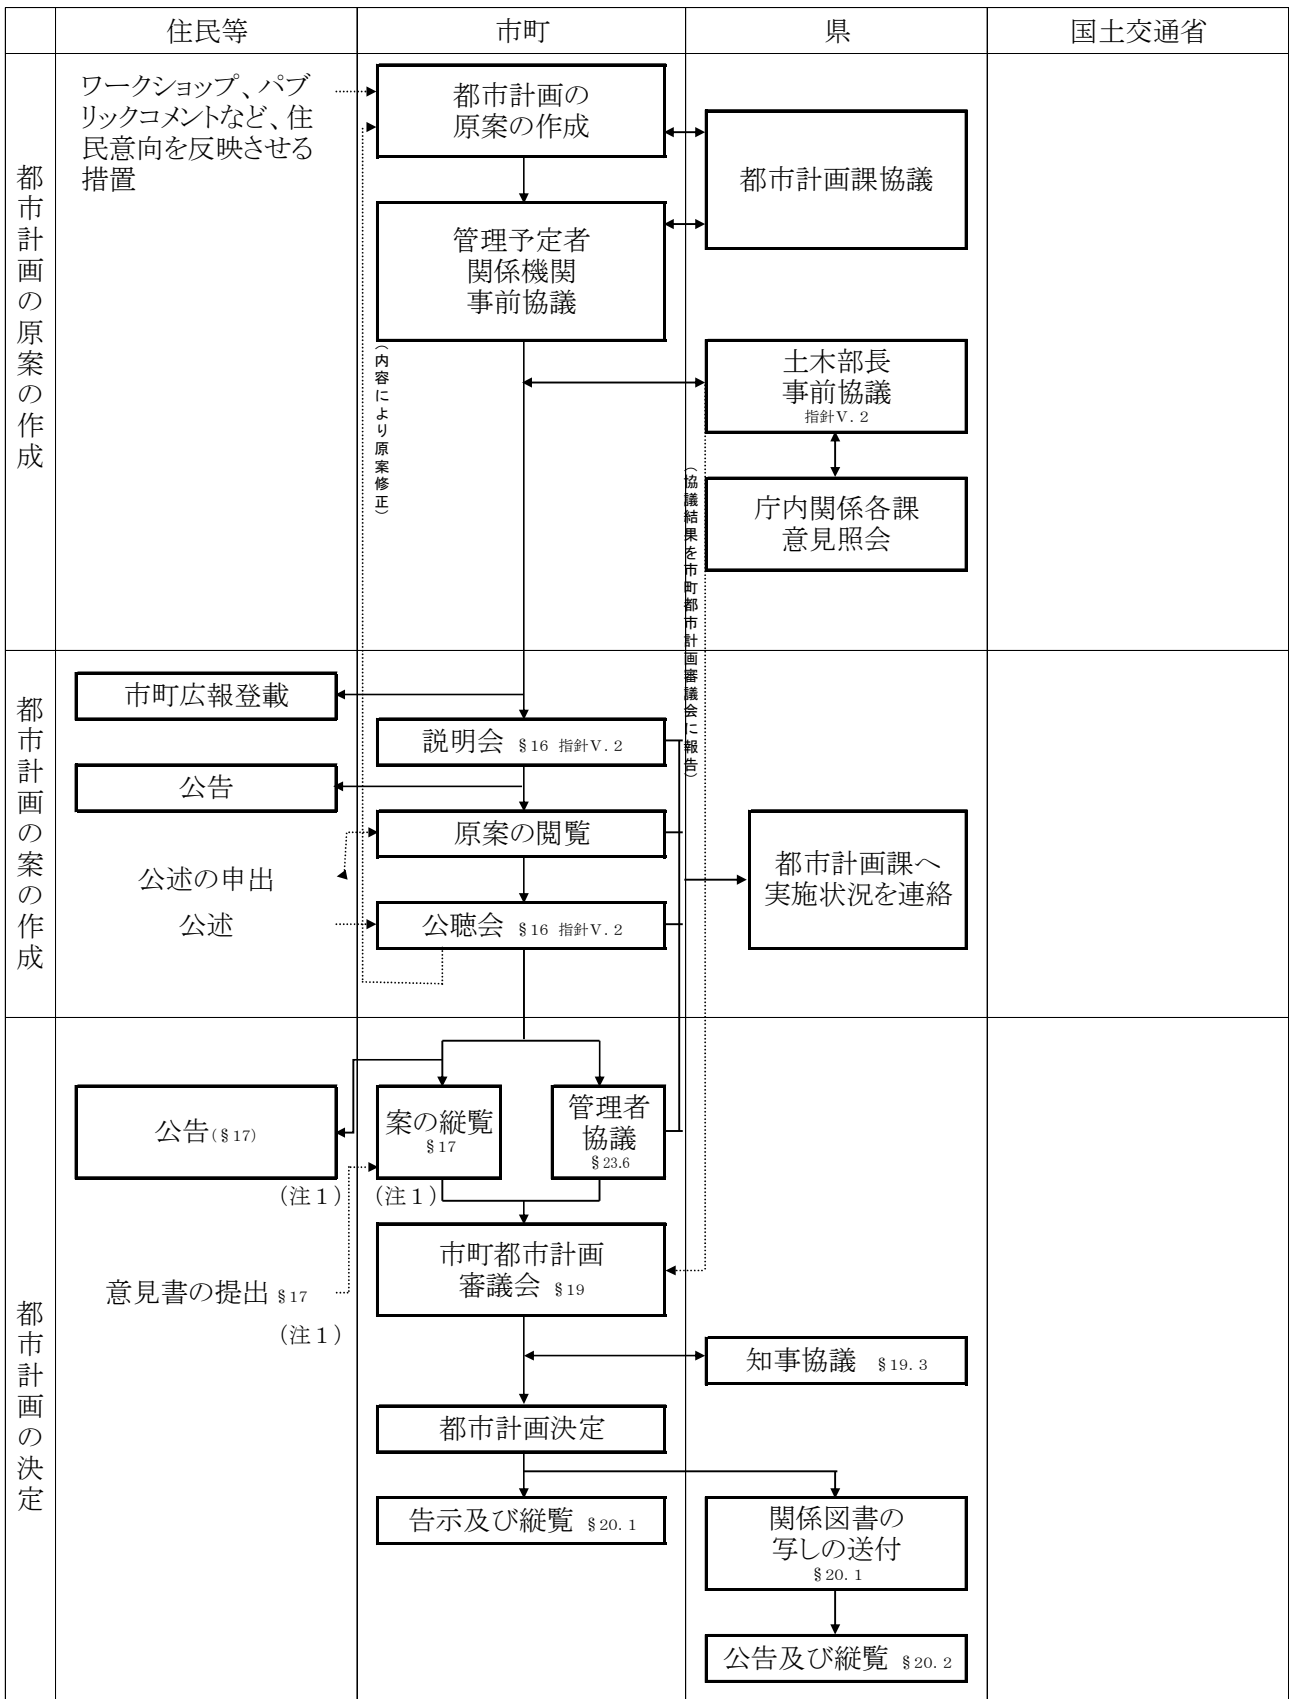 住民等
市町
県
国土交通省
都市計画の原案の作成
ワークショップ、パブ
リックコメントなど、住
民意向を反映させる
措置
都市計画の
原案の作成
都市計画課協議
管理予定者
関係機関
事前協議
（内容により原案修正）
土木部長
事前協議
指針Ⅴ．２
（協議結果を市町都市計画審議会に報告）
庁内関係各課
意見照会
都市計画の案の作成
市町広報登載
説明会 §16 指針Ⅴ．２
公告
原案の閲覧
公述の申出
都市計画課へ
実施状況を連絡
公述
公聴会 §16 指針Ⅴ．２
都市計画の決定
公告(§17)
（注１）
案の縦覧
§17
（注１）
管理者
協議
§23.6
市町都市計画
審議会 §19
意見書の提出 §17
（注１）
知事協議 §19．3
都市計画決定
告示及び縦覧 §20．1
関係図書の
写しの送付
§20．1
公告及び縦覧 §20．2